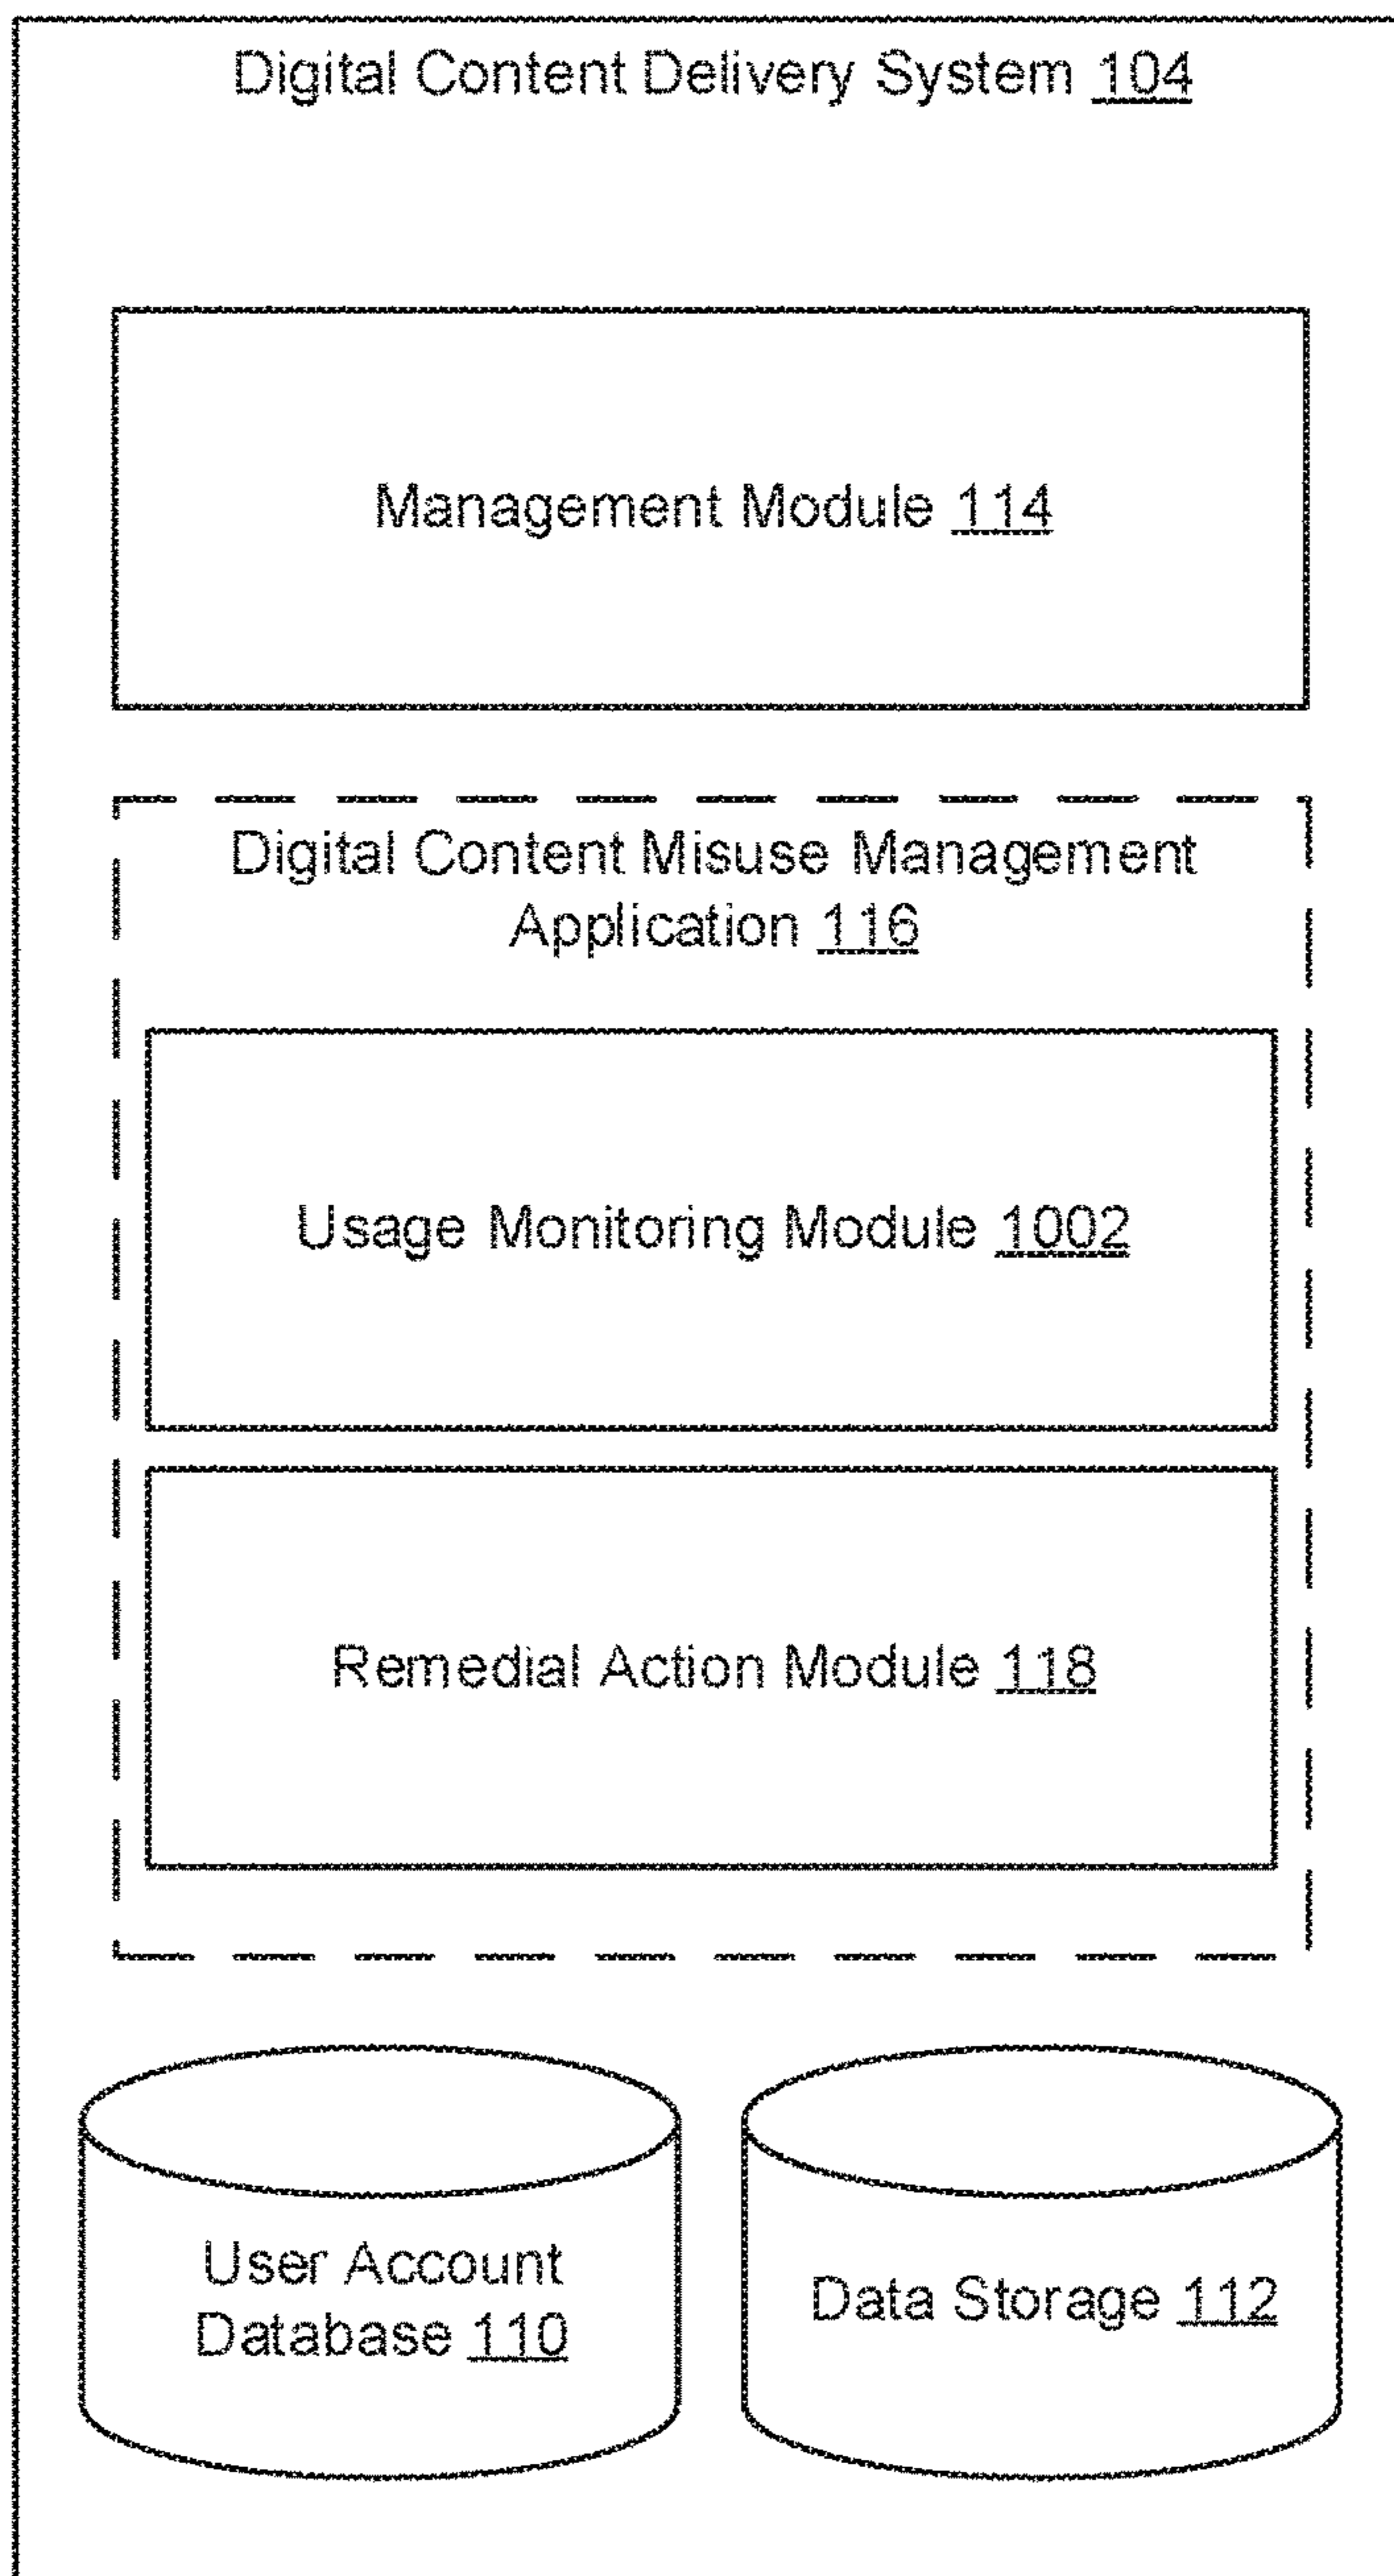 Digital Content Delivery System 104
Management Module 114
Digital Content Misuse Management
Application 116
Usage Monitoring Module 1002
Remedial Action Module 118
User Account
Database 110
Data Storage 112